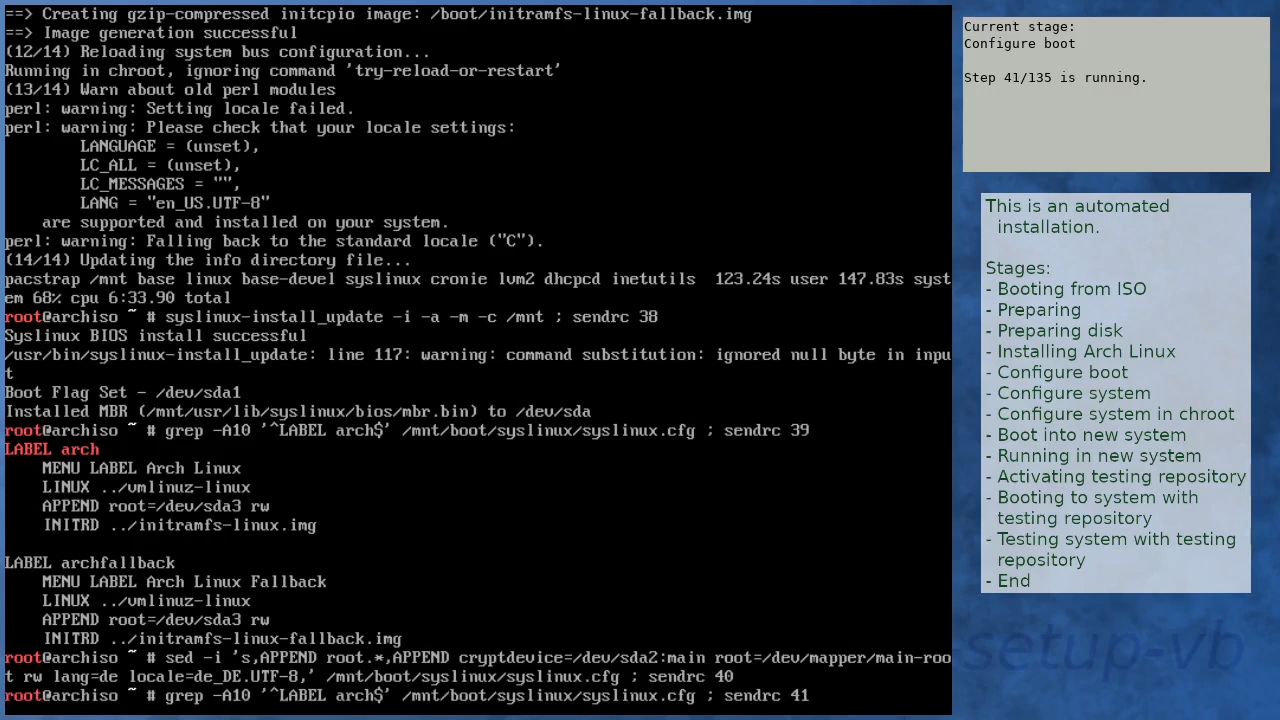 ==> Creating gzip-compressed initcpio image: /boot/initramfs-linux-fallback.img
==> Image generation successful
(12/14) Reloading system bus configuration...
Running in chroot, ignoring command 'try-reload-or-restart'
(13/14) Warn about old perl modules
perl: warning: Setting locale failed.
perl: warning: Please check that your locale settings:
LANGUAGE = (unset),
LC_ALL = (unset),
LC_MESSAGES = "",
LANG = "en_US.UTF-8"
are supported and installed on your system.
perl: warning: Falling back to the standard locale ("C").
(14/14) Updating the info directory file...
pacstrap /mnt base linux base-devel syslinux cronie lvm2 dhcpcd inetutils  123.24s user 147.83s syst
em 68% cpu 6:33.90 total
root@archiso ~ # syslinux-install_update -i -a -m -c /mnt ; sendrc 38
Syslinux BIOS install successful
/usr/bin/syslinux-install_update: line 117: warning: command substitution: ignored null byte in inpu
t
Boot Flag Set - /dev/sda1
Installed MBR (/mnt/usr/lib/syslinux/bios/mbr.bin) to /dev/sda
root@archiso ~ # grep -A10 '^LABEL arch$' /mnt/boot/syslinux/syslinux.cfg ; sendrc 39
LABEL arch
MENU LABEL Arch Linux
LINUX ../vmlinuz-linux
APPEND root=/dev/sda3 rw
INITRD ../initramfs-linux.img
LABEL archfallback
MENU LABEL Arch Linux Fallback
LINUX ../vmlinuz-linux
APPEND root=/dev/sda3 rw
INITRD ../initramfs-linux-fallback.img
root@archiso ~ # sed -i 's,APPEND root.*,APPEND cryptdevice=/dev/sda2:main root=/dev/mapper/main-roo
t rw lang=de locale=de_DE.UTF-8,' /mnt/boot/syslinux/syslinux.cfg ; sendrc 40
root@archiso ~ # grep -A10 '^LABEL arch$' /mnt/boot/syslinux/syslinux.cfg ; sendrc 41
Current stage:
Configure boot
Step 41/135 is running.
This is an automated
installation.
Stages:
- Booting from ISO
- Preparing
- Preparing disk
- Installing Arch Linux
- Configure boot
- Configure system
- Configure system in chroot
- Boot into new system
- Running in new system
- Activating testing repository
- Booting to system with
testing repository
- Testing system with testing
repository
- End
setup-vb